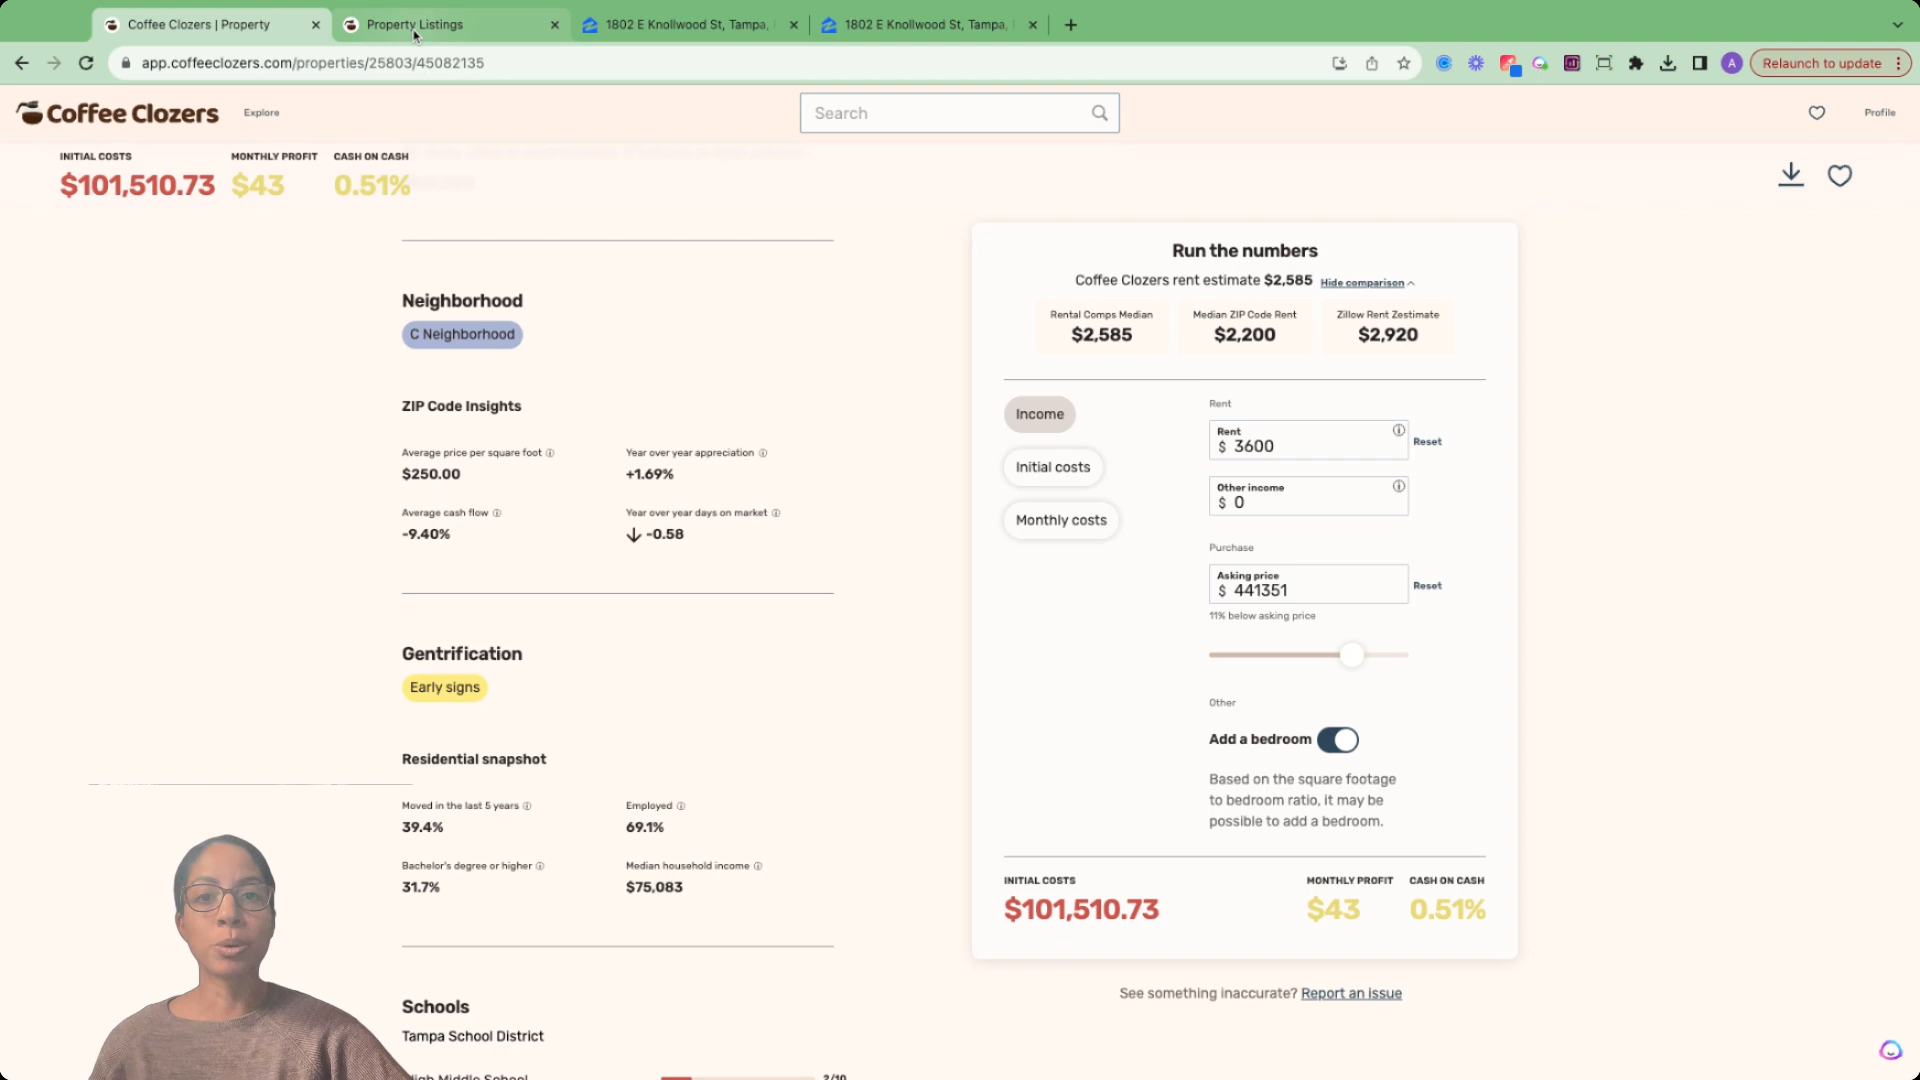 Coffee Clozers | Property
Property Listings
1802 E Knollwood St, Tampa,
1802 E Knollwood St, Tampa,
app.coffeeclozers.com/properties/25803/45082135
A
Relaunch to update
Coffee Clozers
Explore
Search
Profile
INITIAL COSTS MONTHLY PROFIT CASH ON CASH
$101,510.73 $43 0.51%
Neighborhood
C Neighborhood
ZIP Code Insights
Average price per square foot
$250.00
Year over year appreciation
+1.69%
Average cash flow
-9.40%
Year over year days on market
-0.58
Gentrification
Early signs
Residential snapshot
Moved in the last 5 years
39.4%
Employed
69.1%
Bachelor's degree or higher
31.7%
Median household income
$75,083
Schools
Tampa School District
High Middle School
2/10
Run the numbers
Coffee Clozers rent estimate $2,585 Hide comparison
Rental Comps Median
$2,585
Median ZIP Code Rent
$2,200
Zillow Rent Zestimate
$2,920
Income
Initial costs
Monthly costs
Rent
Rent
$ 3600
Reset
Other income
$ 0
Purchase
Asking price
$ 441351
Reset
11% below asking price
Other
Add a bedroom
Based on the square footage
to bedroom ratio, it may be
possible to add a bedroom.
INITIAL COSTS MONTHLY PROFIT CASH ON CASH
$101,510.73 $43 0.51%
See something inaccurate? Report an issue